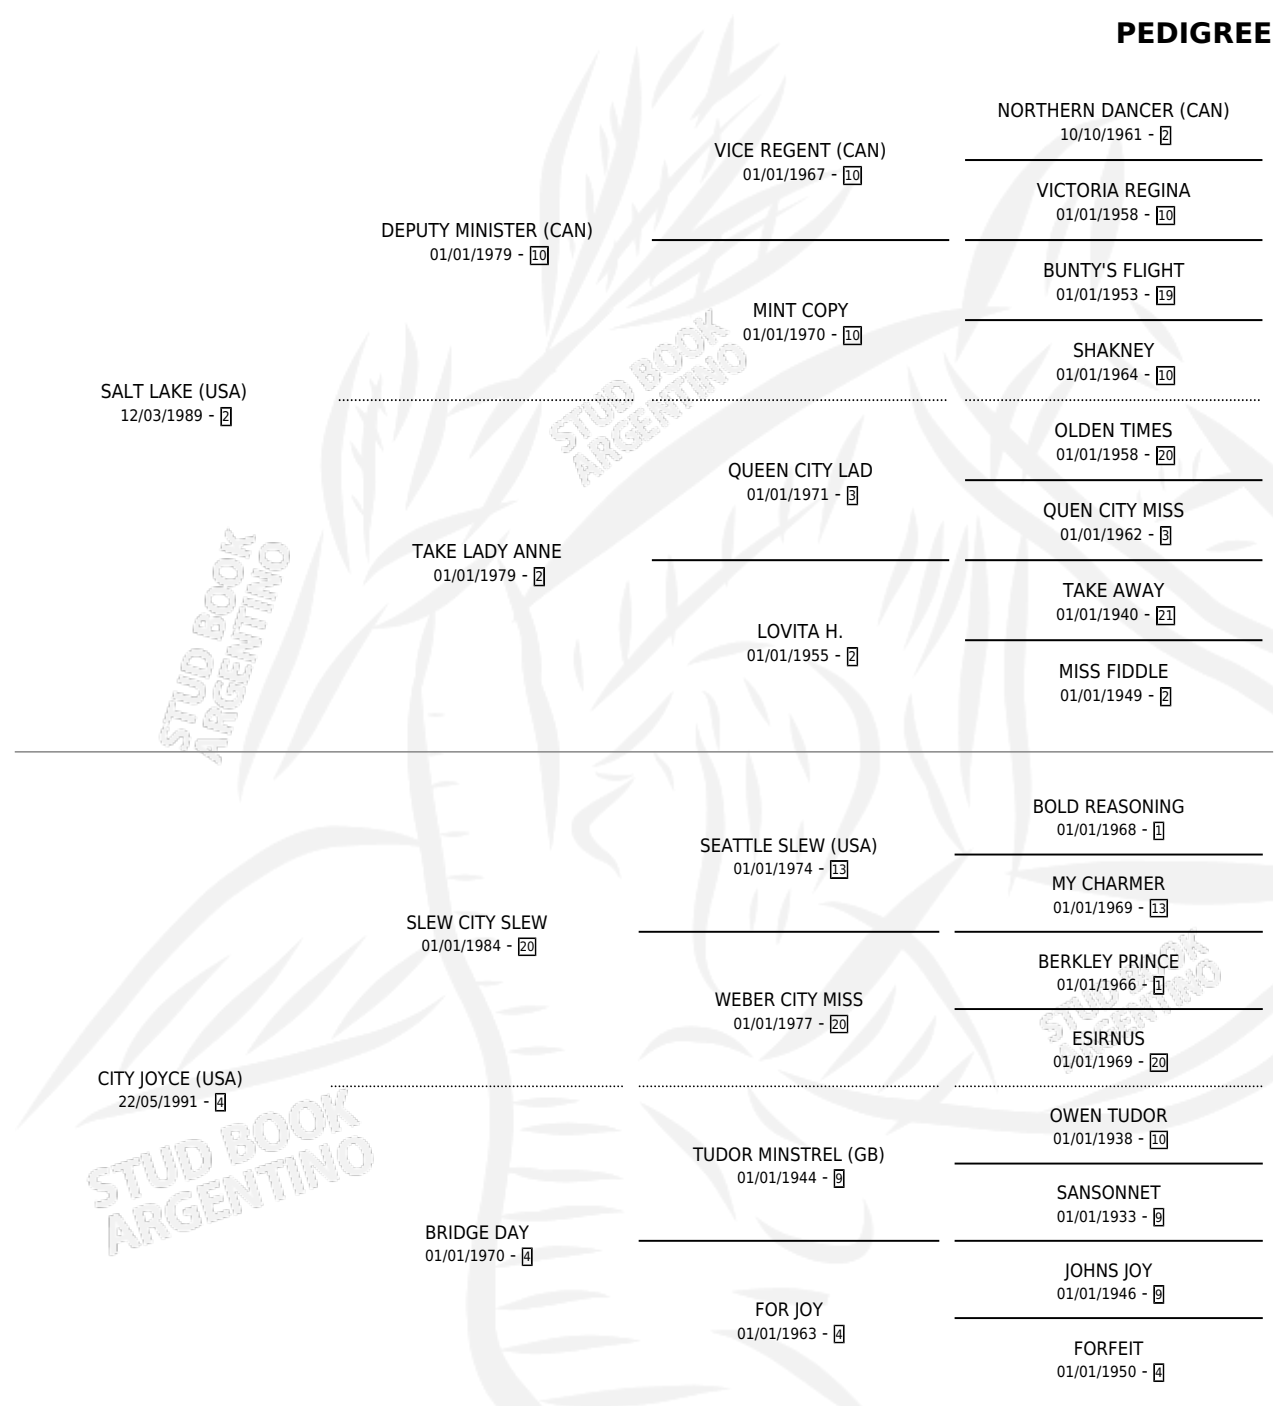 PEDIGREE
NORTHERN DANCER (CAN)
10/10/1961 - 2
VICE REGENT (CAN)
01/01/1967 - 10
VICTORIA REGINA
01/01/1958 - 10
DEPUTY MINISTER (CAN)
01/01/1979 - 10
BUNTY'S FLIGHT
01/01/1953 - 19
MINT COPY
01/01/1970 - 10
SHAKNEY
01/01/1964 - 10
SALT LAKE (USA)
12/03/1989 - 2
OLDEN TIMES
01/01/1958 - 20
QUEEN CITY LAD
01/01/1971 - 3
QUEN CITY MISS
01/01/1962 - 3
TAKE LADY ANNE
01/01/1979 - 2
TAKE AWAY
01/01/1940 - 21
LOVITA H.
01/01/1955 - 2
MISS FIDDLE
01/01/1949 - 2
BOLD REASONING
01/01/1968 - 1
SEATTLE SLEW (USA)
01/01/1974 - 13
MY CHARMER
01/01/1969 - 13
SLEW CITY SLEW
01/01/1984 - 20
BERKLEY PRINCE
01/01/1966 - 1
WEBER CITY MISS
01/01/1977 - 20
ESIRNUS
01/01/1969 - 20
CITY JOYCE (USA)
22/05/1991 - 4
OWEN TUDOR
01/01/1938 - 10
TUDOR MINSTREL (GB)
01/01/1944 - 9
SANSONNET
01/01/1933 - 9
BRIDGE DAY
01/01/1970 - 4
JOHNS JOY
01/01/1946 - 9
FOR JOY
01/01/1963 - 4
FORFEIT
01/01/1950 - 4
STUD BOOK
ARGENTINO
STUD BOOK
ARGENTINO
STUD BOOK
ARGENTINO
STUD BOOK
ARGENTINO